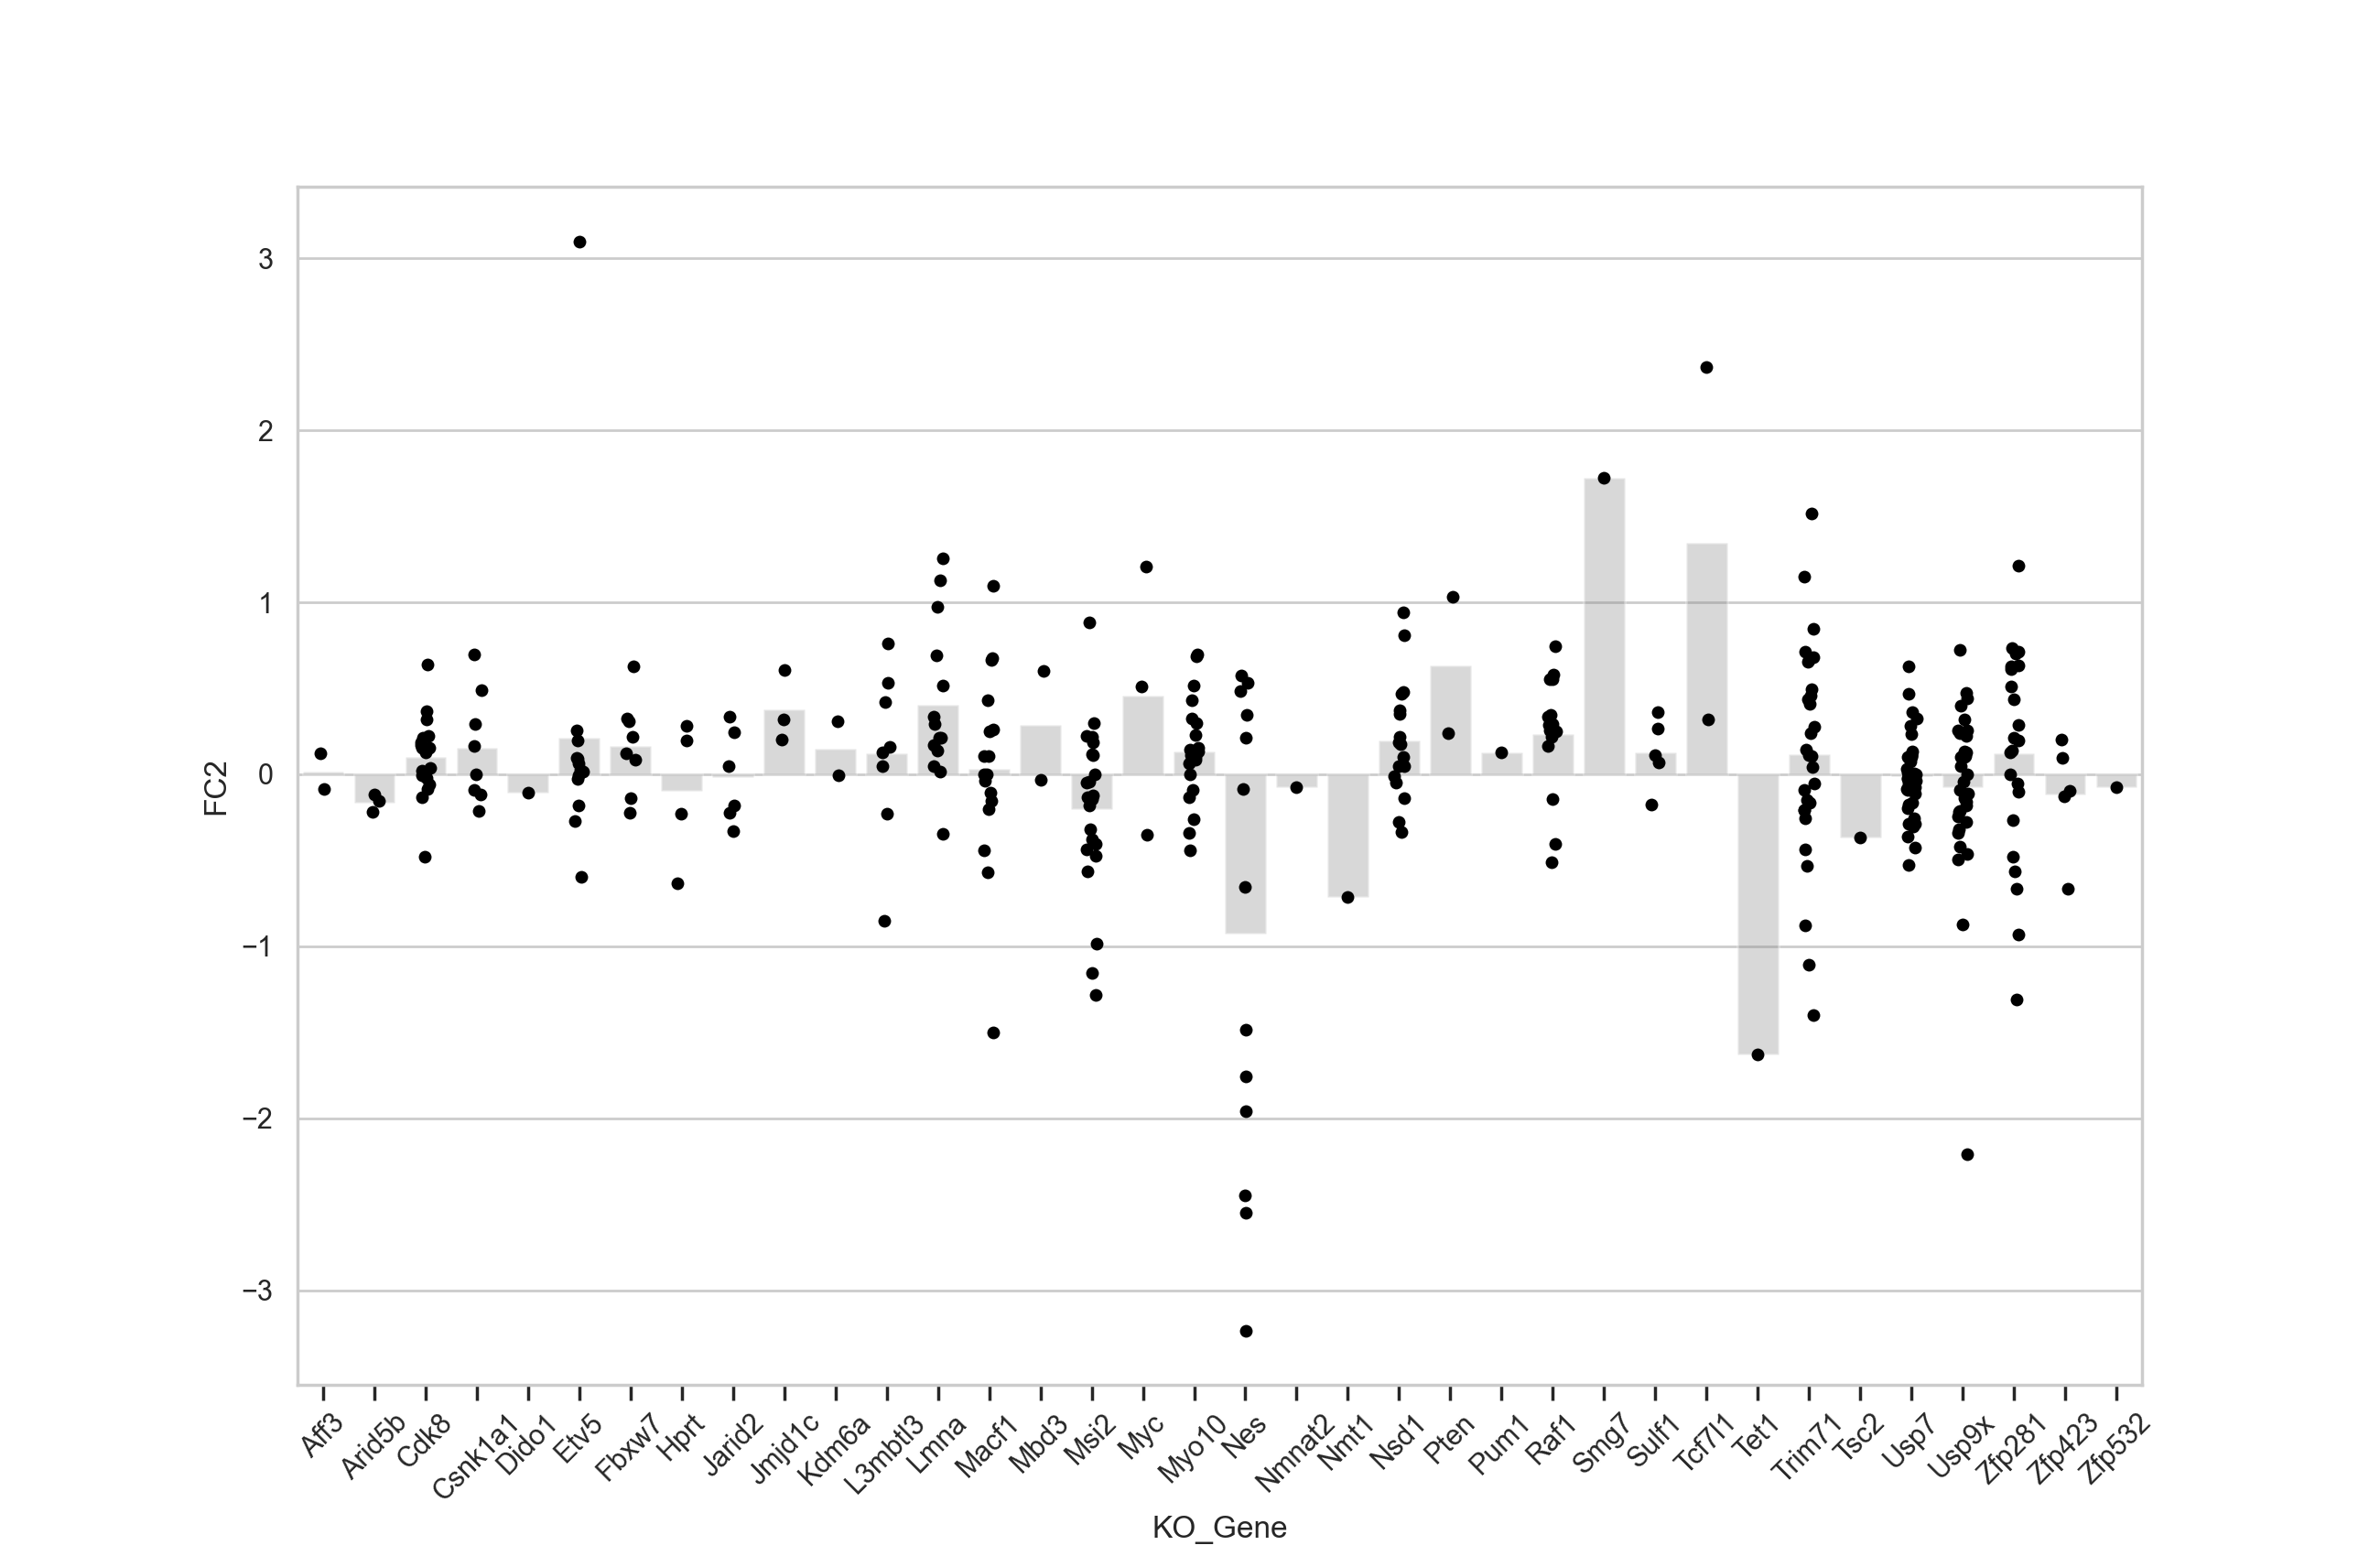 FC2
3
2
1
0
−1
−2
−3
Aff3
Arid5b
Cdk8
Csnk1a1
Dido1
Etv5
Fbxw7
Hprt
Jarid2
Jmjd1c
Kdm6a
L3mbtl3
Lmna
Macf1
Mbd3
Msi2
Myc
Myo10
Nes
Nmnat2
Nmt1
Nsd1
Pten
Pum1
Raf1
Smg7
Sulf1
Tcf7l1
Tet1
Trim71
Tsc2
Usp7
Usp9x
Zfp281
Zfp423
Zfp532
KO_Gene